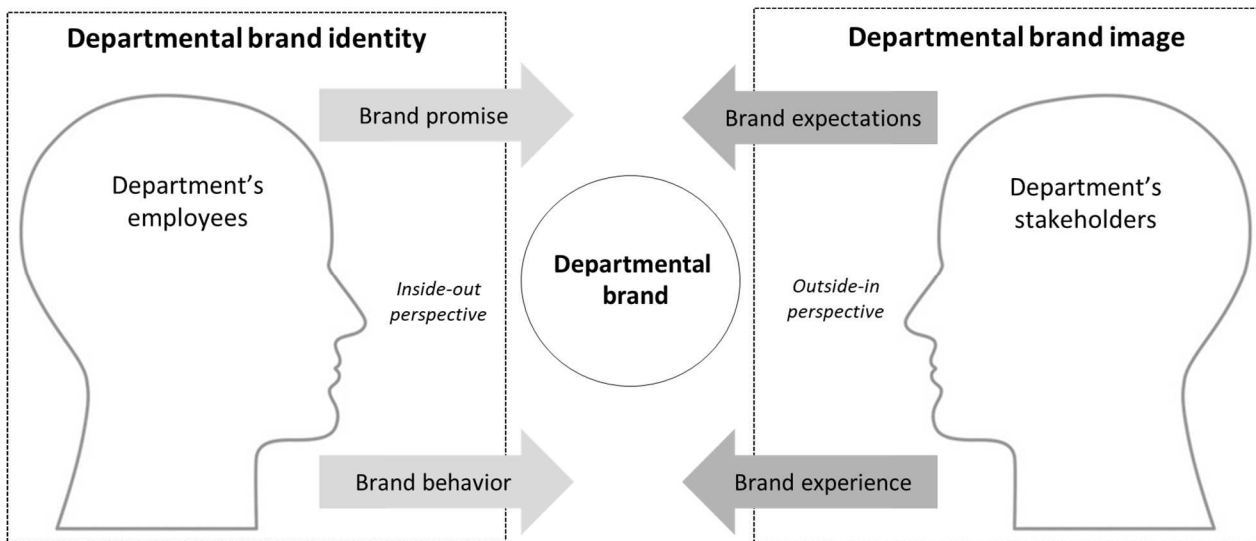 Departmental brand identity
Departmental brand image
Brand promise
Brand expectations
Department's
employees
Department's
stakeholders
Departmental
brand
Inside-out
perspective
Outside-in
perspective
Brand behavior
Brand experience